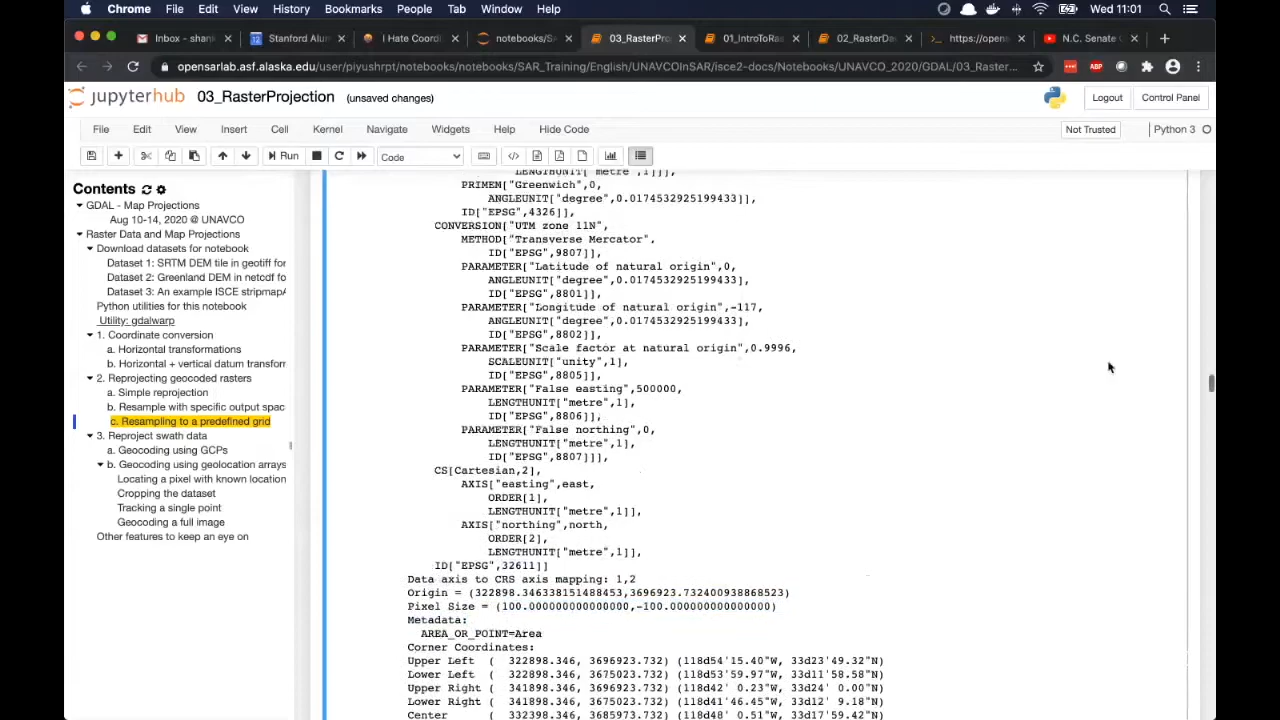 Chrome File Edit View History Bookmarks People Tab Window Help Wed 11:01
Inbox - shan
Stanford Alun
I Hate Coordi
notebooks/SA
03_RasterPro
01_IntroToRas
02_RasterDat
https://opens
N.C. Senate C
opensarlab.asf.alaska.edu/user/piyushrpt/notebooks/notebooks/SAR_Training/English/UNAVCOInSAR/isce2-docs/Notebooks/UNAVCO_2020/GDAL/03_Raster...
jupyterhub 03_RasterProjection (unsaved changes) Logout Control Panel
File Edit View Insert Cell Kernel Navigate Widgets Help Hide Code Not Trusted Python 3
Run Code
Contents
GDAL - Map Projections
Aug 10-14, 2020 @ UNAVCO
Raster Data and Map Projections
Download datasets for notebook
Dataset 1: SRTM DEM tile in geotiff for
Dataset 2: Greenland DEM in netcdf fo
Dataset 3: An example ISCE stripmapA
Python utilities for this notebook
Utility: gdalwarp
1. Coordinate conversion
a. Horizontal transformations
b. Horizontal + vertical datum transform
2. Reprojecting geocoded rasters
a. Simple reprojection
b. Resample with specific output spac
c. Resampling to a predefined grid
3. Reproject swath data
a. Geocoding using GCPs
b. Geocoding using geolocation arrays
Locating a pixel with known location
Cropping the dataset
Tracking a single point
Geocoding a full image
Other features to keep an eye on
LENGTHUNIT["metre",1]]],
PRIMEM["Greenwich",0,
ANGLEUNIT["degree",0.0174532925199433]],
ID["EPSG",4326]],
CONVERSION["UTM zone 11N",
METHOD["Transverse Mercator",
ID["EPSG",9807]],
PARAMETER["Latitude of natural origin",0,
ANGLEUNIT["degree",0.0174532925199433],
ID["EPSG",8801]],
PARAMETER["Longitude of natural origin",-117,
ANGLEUNIT["degree",0.0174532925199433],
ID["EPSG",8802]],
PARAMETER["Scale factor at natural origin",0.9996,
SCALEUNIT["unity",1],
ID["EPSG",8805]],
PARAMETER["False easting",500000,
LENGTHUNIT["metre",1],
ID["EPSG",8806]],
PARAMETER["False northing",0,
LENGTHUNIT["metre",1],
ID["EPSG",8807]]],
CS[Cartesian,2],
AXIS["easting",east,
ORDER[1],
LENGTHUNIT["metre",1]],
AXIS["northing",north,
ORDER[2],
LENGTHUNIT["metre",1]],
ID["EPSG",32611]]
Data axis to CRS axis mapping: 1,2
Origin = (322898.346338151488453,3696923.732400938868523)
Pixel Size = (100.000000000000000,-100.000000000000000)
Metadata:
AREA_OR_POINT=Area
Corner Coordinates:
Upper Left ( 322898.346, 3696923.732) (118d54'15.40"W, 33d23'49.32"N)
Lower Left ( 322898.346, 3675023.732) (118d53'59.97"W, 33d11'58.58"N)
Upper Right ( 341898.346, 3696923.732) (118d42' 0.23"W, 33d24' 0.00"N)
Lower Right ( 341898.346, 3675023.732) (118d41'46.45"W, 33d12' 9.18"N)
Center ( 332398.346, 3685973.732) (118d48' 0.51"W, 33d17'59.42"N)